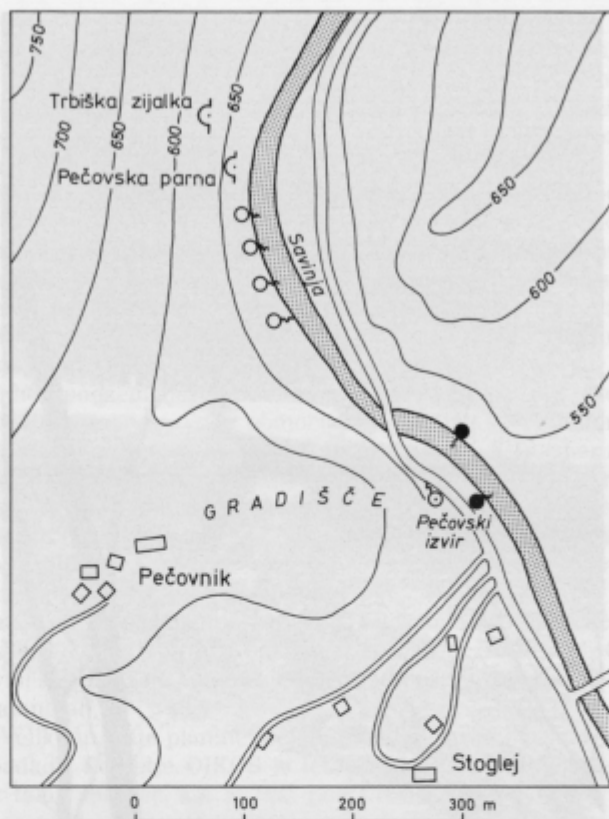 750
700
650
600
650
Trbiška zijalka
Pečovska parna
Savinja
650
600
550
GRADIŠČE
Pečovski
izvir
Pečovnik
Stoglej
0 100 200 300 m